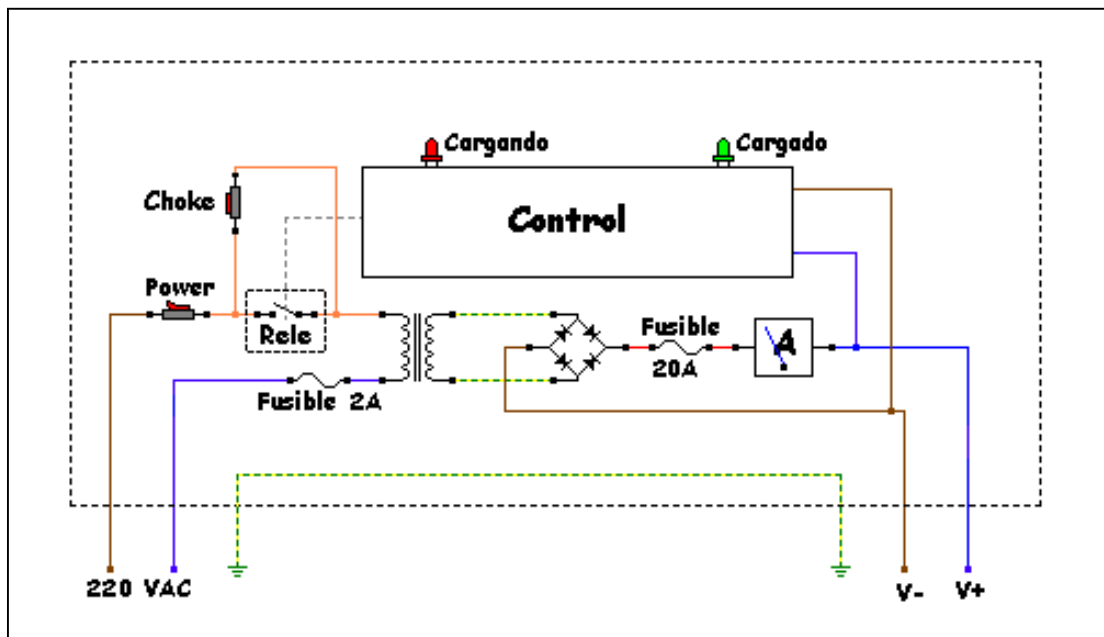 Cargando
Cargado
Choke
Control
Power
Rele
Fusible
20A
A
Fusible 2A
220 VAC
V-
V+